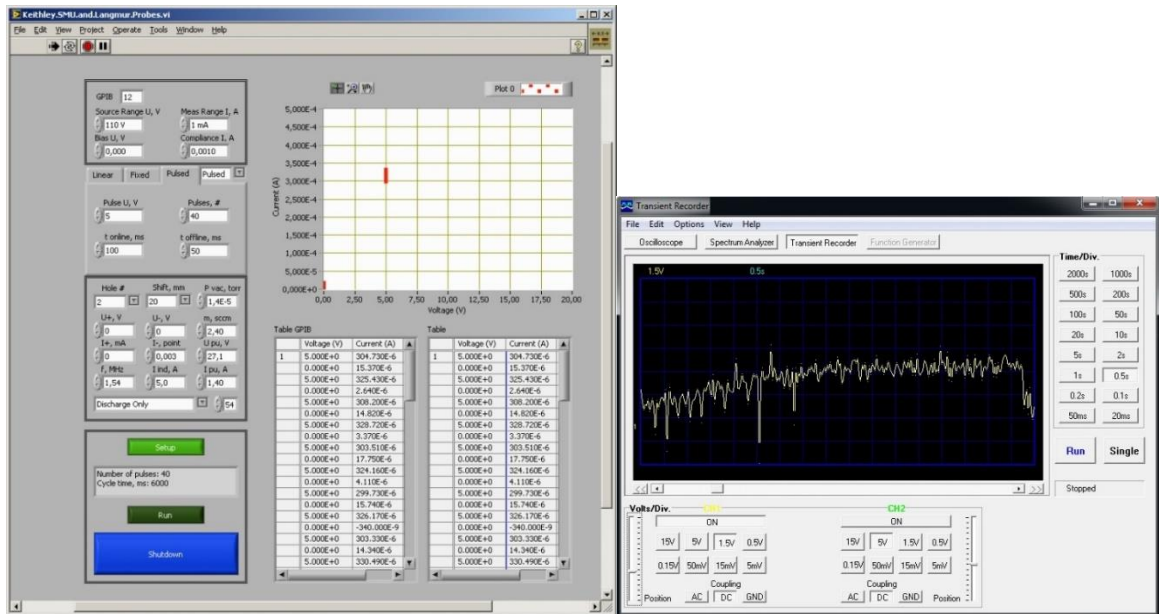 Keithley.SMU.and.Langmur.Probes.vi
File Edit View Project Operate Tools Window Help
GPIB 12
Source Range U, V Meas Range I, A
110 V 1 mA
Bias U, V Compliance I, A
0,000 0,0010
Linear Fixed Pulsed Pulsed
Pulse U, V Pulses, #
5 40
t online, ms t offline, ms
100 50
Hole # Shift, mm P vac, torr
2 20 1,4E-5
U+, V U-, V m, sccm
0 0 2,40
I+, mA I-, point U pu, V
0 0,003 27,1
f, MHz I ind, A I pu, A
1,54 5,0 1,40
Discharge Only 54
Setup
Number of pulses: 40
Cycle time, ms: 6000
Run
Shutdown
Plot 0
Current (A)
5,000E-4
4,500E-4
4,000E-4
3,500E-4
3,000E-4
2,500E-4
2,000E-4
1,500E-4
1,000E-4
5,000E-5
0,000E+0
0,00 2,50 5,00 7,50 10,00 12,50 15,00 17,50 20,00
Voltage (V)
Table GPIB
Voltage (V) Current (A)
1 5.000E+0 304.730E-6
0.000E+0 15.370E-6
5.000E+0 325.430E-6
0.000E+0 2.640E-6
5.000E+0 308.200E-6
0.000E+0 14.820E-6
5.000E+0 328.720E-6
0.000E+0 3.370E-6
5.000E+0 303.510E-6
0.000E+0 17.750E-6
5.000E+0 324.160E-6
0.000E+0 4.110E-6
5.000E+0 299.730E-6
0.000E+0 15.740E-6
5.000E+0 326.170E-6
0.000E+0 -340.000E-9
5.000E+0 303.330E-6
0.000E+0 14.340E-6
5.000E+0 330.490E-6
Table
Voltage (V) Current (A)
1 5.000E+0 304.730E-6
0.000E+0 15.370E-6
5.000E+0 325.430E-6
0.000E+0 2.640E-6
5.000E+0 308.200E-6
0.000E+0 14.820E-6
5.000E+0 328.720E-6
0.000E+0 3.370E-6
5.000E+0 303.510E-6
0.000E+0 17.750E-6
5.000E+0 324.160E-6
0.000E+0 4.110E-6
5.000E+0 299.730E-6
0.000E+0 15.740E-6
5.000E+0 326.170E-6
0.000E+0 -340.000E-9
5.000E+0 303.330E-6
0.000E+0 14.340E-6
5.000E+0 330.490E-6
Transient Recorder
File Edit Options View Help
Oscilloscope Spectrum Analyzer Transient Recorder Function Generator
1.5V 0.5s
Time/Div.
2000s 1000s
500s 200s
100s 50s
20s 10s
5s 2s
1s 0.5s
0.2s 0.1s
50ms 20ms
Run Single
Stopped
Volts/Div. CH1 CH2
ON ON
15V 5V 1.5V 0.5V 15V 5V 1.5V 0.5V
0.15V 50mV 15mV 5mV 0.15V 50mV 15mV 5mV
Coupling Coupling
Position AC DC GND AC DC GND Position